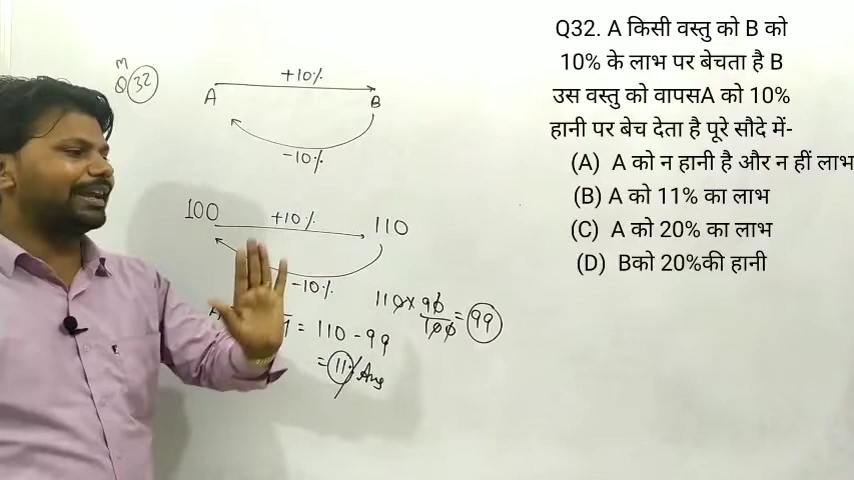 Q32. A किसी वस्तु को B को
10% के लाभ पर बेचता है B
उस वस्तु को वापसA को 10%
हानी पर बेच देता है पूरे सौदे में-
(A) A को न हानी है और न हीं लाभ
(B) A को 11% का लाभ
(C) A को 20% का लाभ
(D) Bको 20%की हानी
M
Q 32
+10%
A B
-10%
100 +10% 110
-10%
110 × 90/100 = 99
= 110 - 99
= 11% Ans